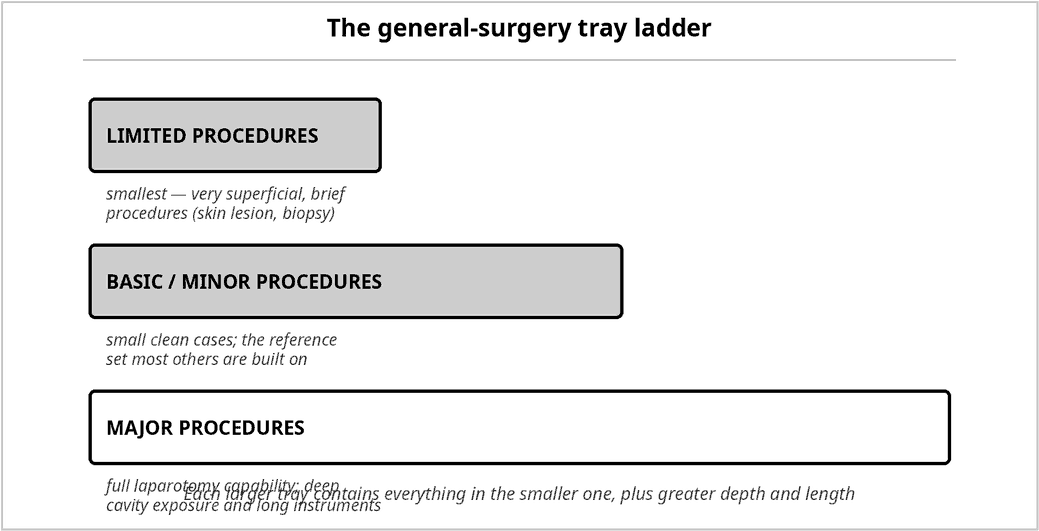 The general-surgery tray ladder
LIMITED PROCEDURES
smallest — very superficial, brief
procedures (skin lesion, biopsy)
BASIC / MINOR PROCEDURES
small clean cases; the reference
set most others are built on
MAJOR PROCEDURES
full laparotomy capability; deep
Each larger tray contains everything in the smaller one, plus greater depth and length
cavity exposure and long instruments